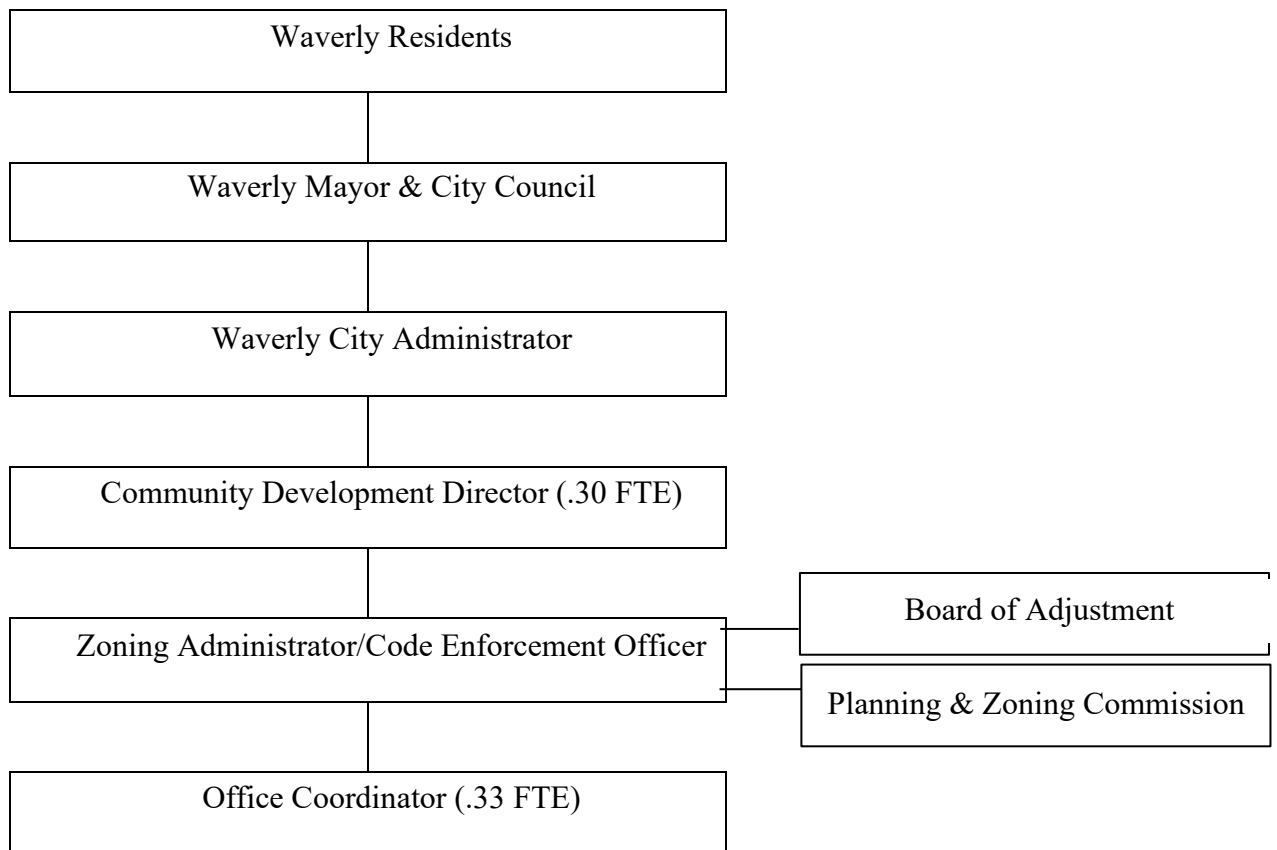 Waverly Residents
Waverly Mayor & City Council
Waverly City Administrator
Community Development Director (.30 FTE)
Zoning Administrator/Code Enforcement Officer
Board of Adjustment
Planning & Zoning Commission
Office Coordinator (.33 FTE)